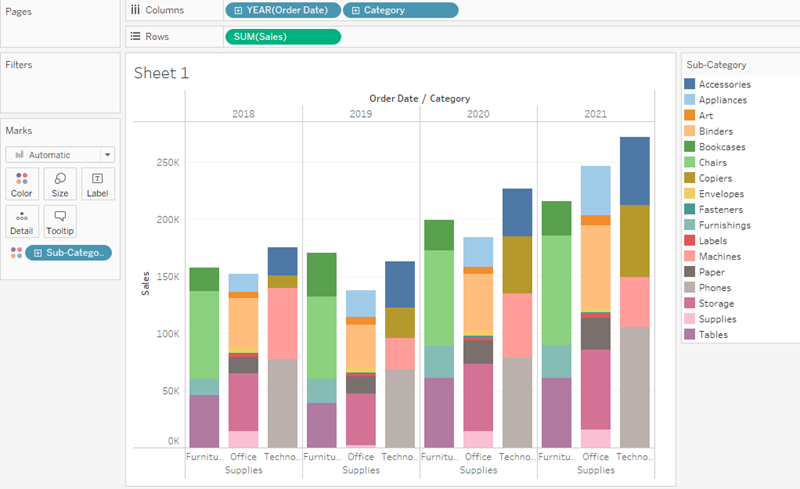 Pages
Columns
YEAR(Order Date)
Category
Rows
SUM(Sales)
Filters
Marks
Automatic
Color
Size
Label
Detail
Tooltip
Sub-Catego..
Sheet 1
Order Date / Category
2018
2019
2020
2021
Sales
250K
200K
150K
100K
50K
0K
Furnitu..
Office
Supplies
Techno..
Furnitu..
Office
Supplies
Techno..
Furnitu..
Office
Supplies
Techno..
Furnitu..
Office
Supplies
Techno..
Sub-Category
Accessories
Appliances
Art
Binders
Bookcases
Chairs
Copiers
Envelopes
Fasteners
Furnishings
Labels
Machines
Paper
Phones
Storage
Supplies
Tables